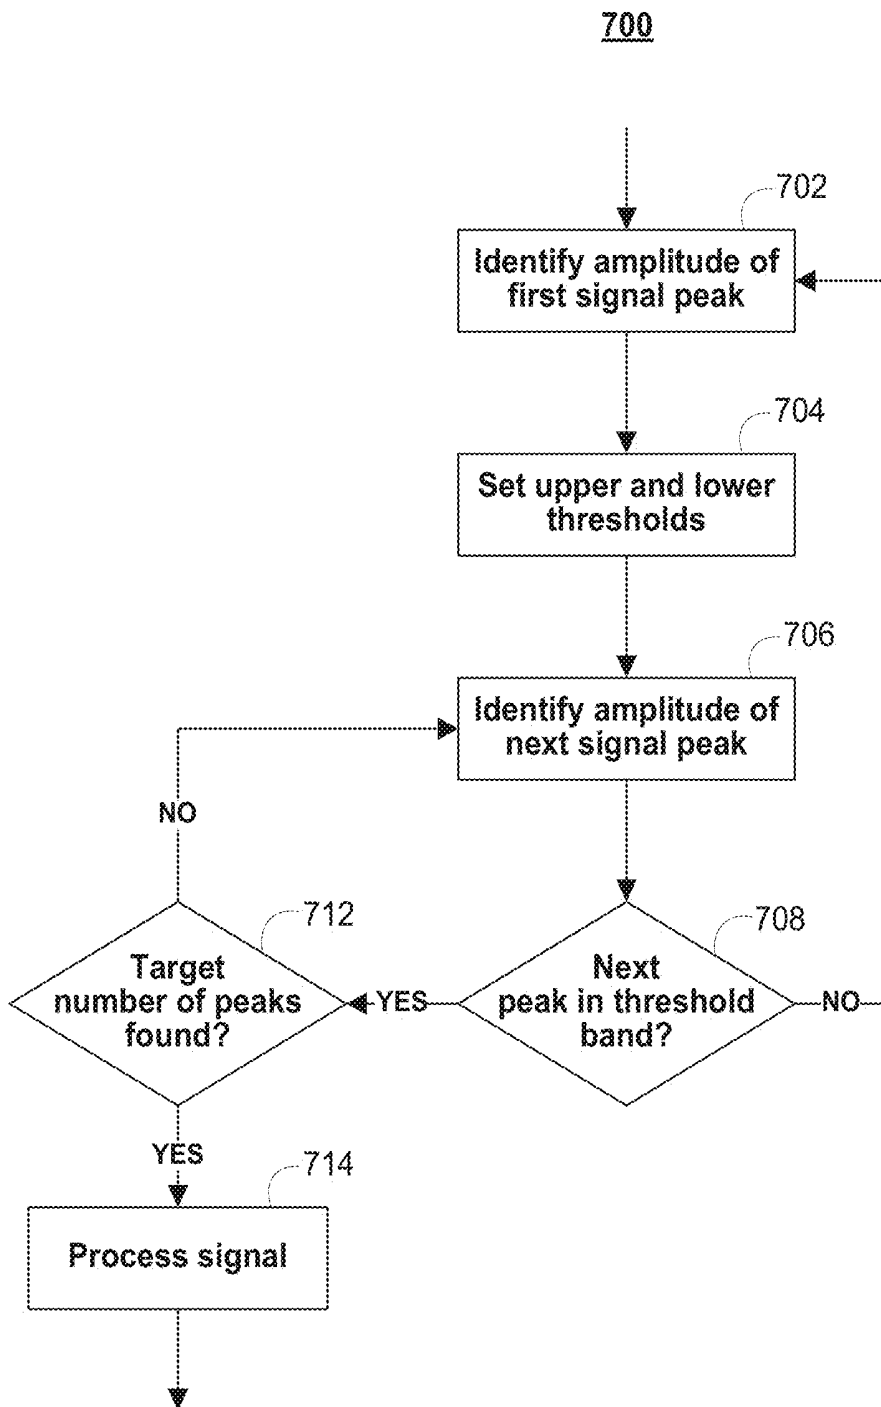 700
702
Identify amplitude of
first signal peak
704
Set upper and lower
thresholds
706
Identify amplitude of
next signal peak
NO
712
Target
number of peaks
found?
YES
708
Next
peak in threshold
band?
NO
YES
714
Process signal